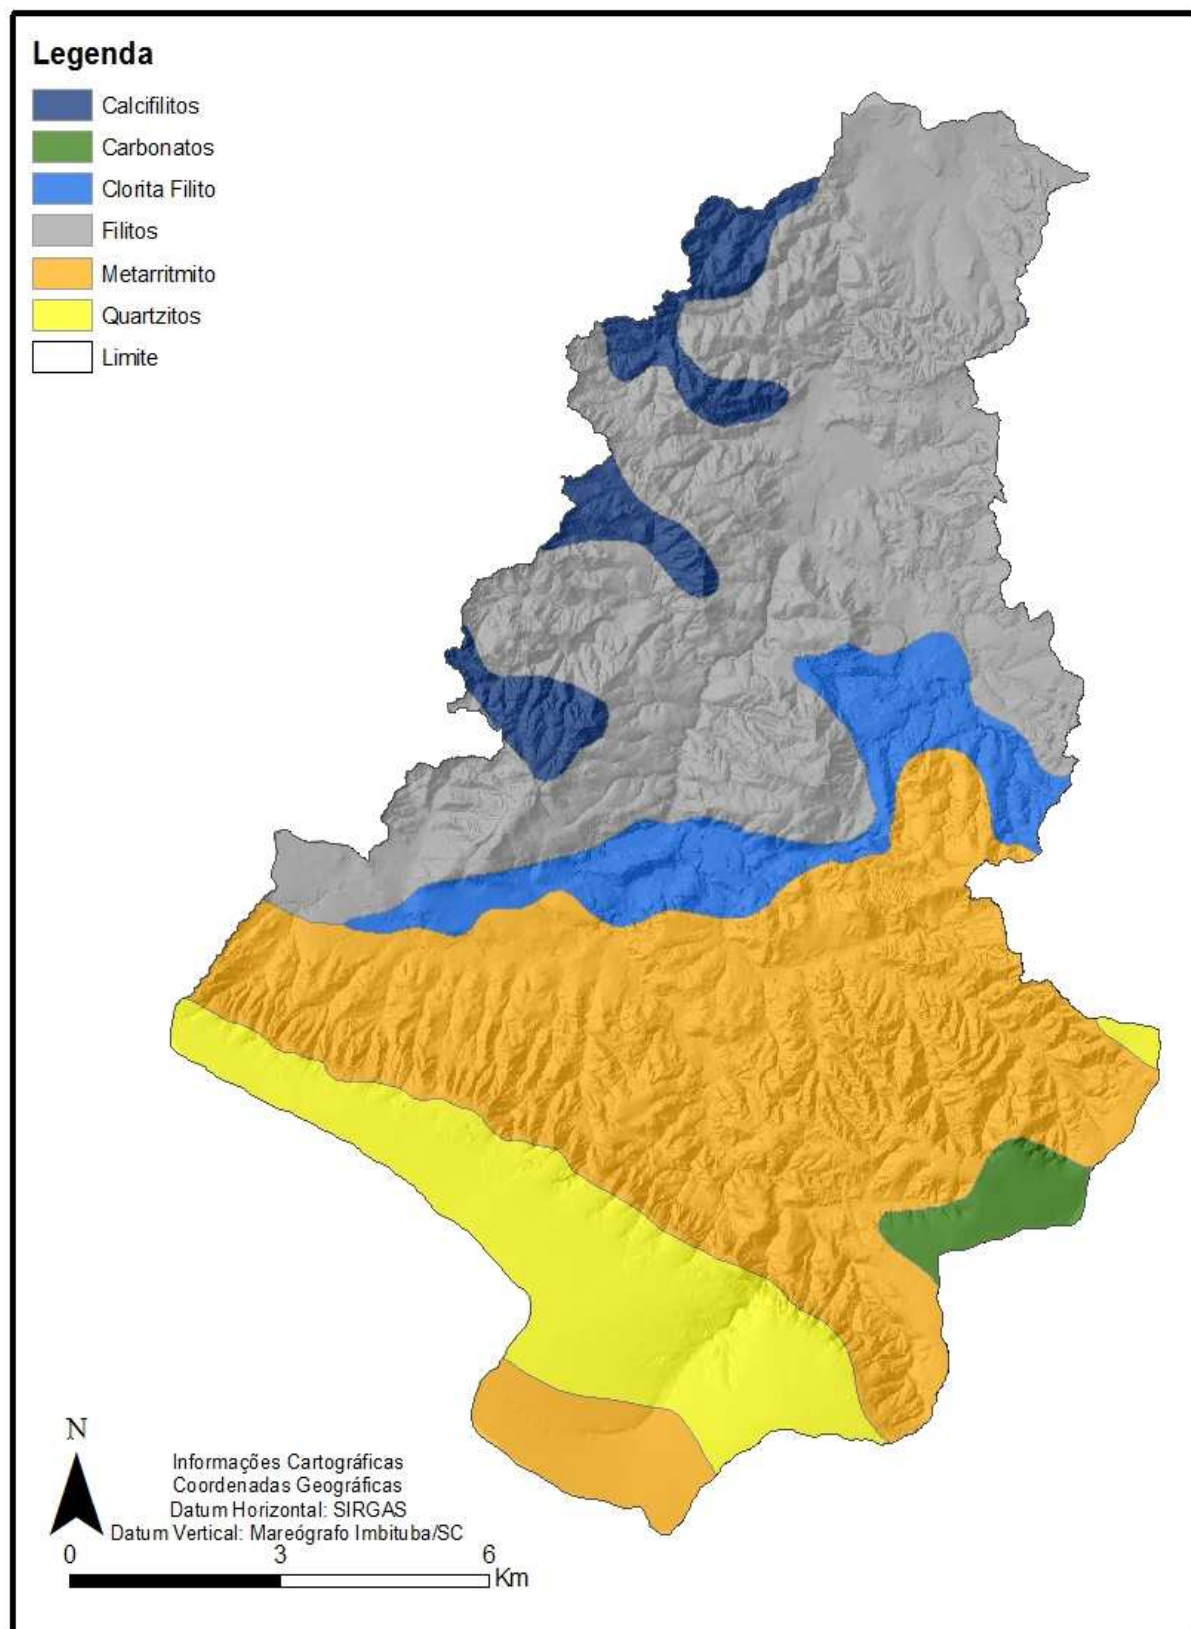 Legenda
Calcifilitos
Carbonatos
Clorita Filito
Filitos
Metarritmito
Quartzitos
Limite
N
Informações Cartográficas
Coordenadas Geográficas
Datum Horizontal: SIRGAS
Datum Vertical: Mareógrafo Imbituba/SC
0 3 6
Km